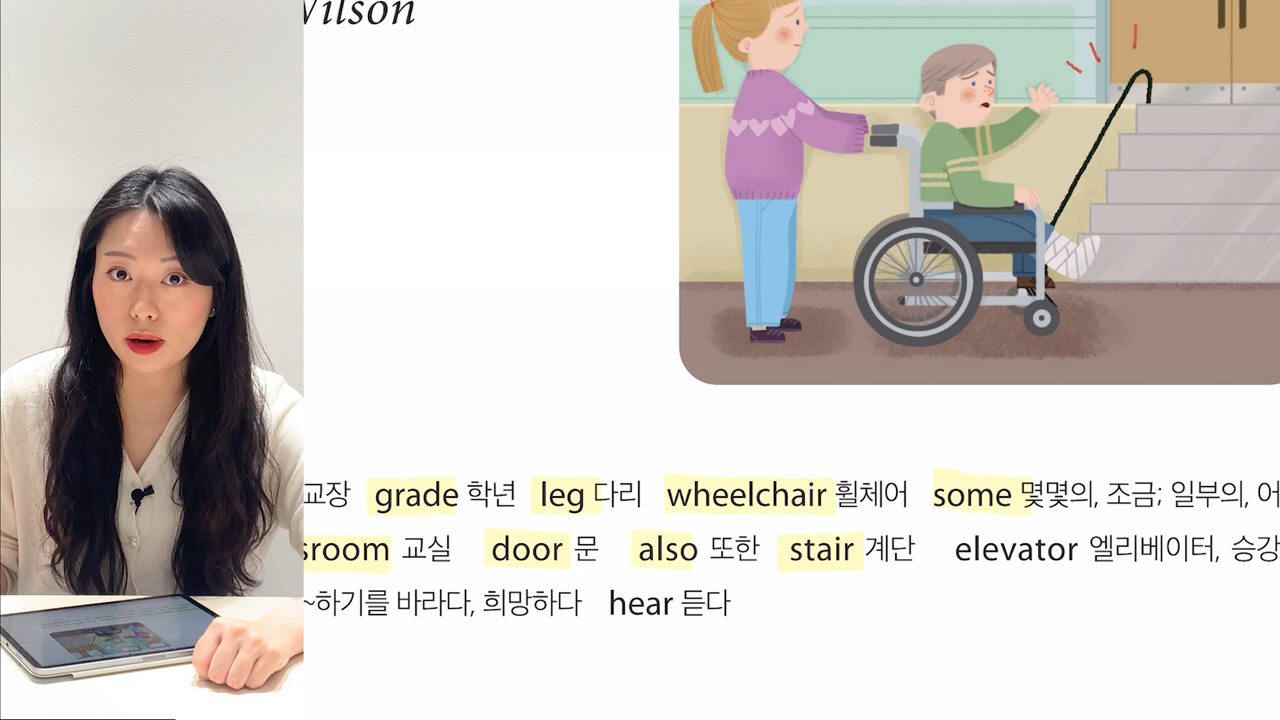 Wilson
교장 grade 학년 leg 다리 wheelchair 휠체어 some 몇몇의, 조금; 일부의, 어
sroom 교실 door 문 also 또한 stair 계단 elevator 엘리베이터, 승강
~하기를 바라다, 희망하다 hear 듣다